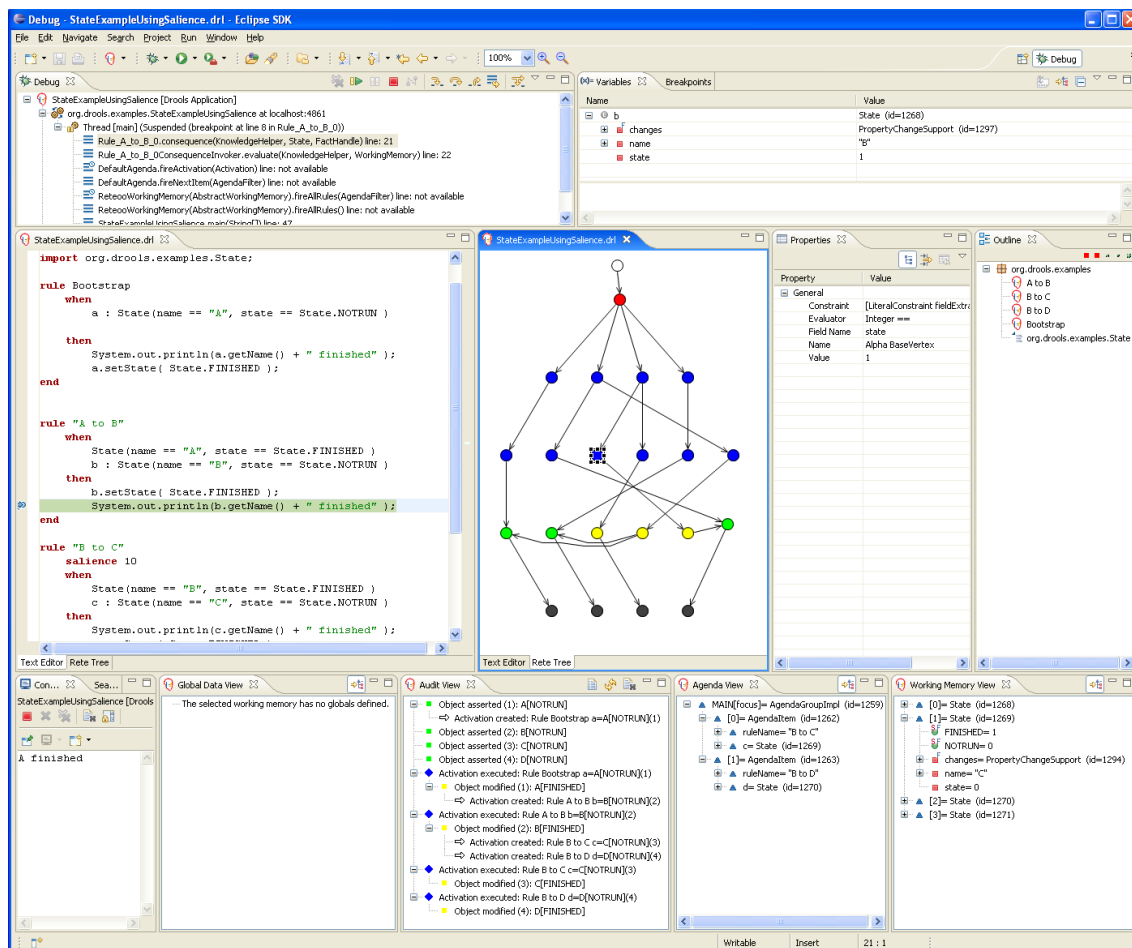 Debug - StateExampleUsingSalience.drl - Eclipse SDK
File Edit Navigate Search Project Run Window Help
100%
Debug
Debug
StateExampleUsingSalience [Drools Application]
org.drools.examples.StateExampleUsingSalience at localhost:4861
Thread [main] (Suspended (breakpoint at line 8 in Rule_A_to_B_0))
Rule_A_to_B_0.consequence(KnowledgeHelper, State, FactHandle) line: 21
Rule_A_to_B_0ConsequenceInvoker.evaluate(KnowledgeHelper, WorkingMemory) line: 22
DefaultAgenda.fireActivation(Activation) line: not available
DefaultAgenda.fireNextItem(AgendaFilter) line: not available
ReteooWorkingMemory(AbstractWorkingMemory).fireAllRules(AgendaFilter) line: not available
ReteooWorkingMemory(AbstractWorkingMemory).fireAllRules() line: not available
StateExampleUsingSalience.main(String[]) line: 47
Variables Breakpoints
Name Value
b State (id=1268)
changes PropertyChangeSupport (id=1297)
name "B"
state 1
StateExampleUsingSalience.drl
import org.drools.examples.State;
rule Bootstrap
when
a : State(name == "A", state == State.NOTRUN )
then
System.out.println(a.getName() + " finished" );
a.setState( State.FINISHED );
end
rule "A to B"
when
State(name == "A", state == State.FINISHED )
b : State(name == "B", state == State.NOTRUN )
then
b.setState( State.FINISHED );
System.out.println(b.getName() + " finished" );
end
rule "B to C"
salience 10
when
State(name == "B", state == State.FINISHED )
c : State(name == "C", state == State.NOTRUN )
then
System.out.println(c.getName() + " finished" );
Text Editor Rete Tree
StateExampleUsingSalience.drl
Text Editor Rete Tree
Properties
Property Value
General
Constraint [LiteralConstraint fieldExtra
Evaluator Integer ==
Field Name state
Name Alpha BaseVertex
Value 1
Outline
org.drools.examples
A to B
B to C
B to D
Bootstrap
org.drools.examples.State
Con... Sea...
StateExampleUsingSalience [Drools
A finished
Global Data View
The selected working memory has no globals defined.
Audit View
Object asserted (1): A[NOTRUN]
Activation created: Rule Bootstrap a=A[NOTRUN](1)
Object asserted (2): B[NOTRUN]
Object asserted (3): C[NOTRUN]
Object asserted (4): D[NOTRUN]
Activation executed: Rule Bootstrap a=A[NOTRUN](1)
Object modified (1): A[FINISHED]
Activation created: Rule A to B b=B[NOTRUN](2)
Activation executed: Rule A to B b=B[NOTRUN](2)
Object modified (2): B[FINISHED]
Activation created: Rule B to C c=C[NOTRUN](3)
Activation created: Rule B to D d=D[NOTRUN](4)
Activation executed: Rule B to C c=C[NOTRUN](3)
Object modified (3): C[FINISHED]
Activation executed: Rule B to D d=D[NOTRUN](4)
Object modified (4): D[FINISHED]
Agenda View
MAIN[focus]= AgendaGroupImpl (id=1259)
[0]= AgendaItem (id=1262)
ruleName= "B to C"
c= State (id=1269)
[1]= AgendaItem (id=1263)
ruleName= "B to D"
d= State (id=1270)
Working Memory View
[0]= State (id=1268)
[1]= State (id=1269)
FINISHED= 1
NOTRUN= 0
changes= PropertyChangeSupport (id=1294)
name= "C"
state= 0
[2]= State (id=1270)
[3]= State (id=1271)
Writable Insert 21 : 1